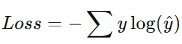 Loss = − ∑ y log(ŷ)